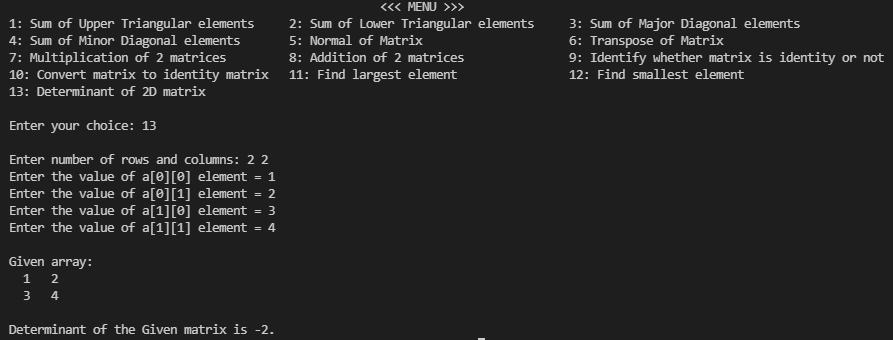 <<< MENU >>>
1: Sum of Upper Triangular elements 2: Sum of Lower Triangular elements 3: Sum of Major Diagonal elements
4: Sum of Minor Diagonal elements 5: Normal of Matrix 6: Transpose of Matrix
7: Multiplication of 2 matrices 8: Addition of 2 matrices 9: Identify whether matrix is identity or not
10: Convert matrix to identity matrix 11: Find largest element 12: Find smallest element
13: Determinant of 2D matrix
Enter your choice: 13
Enter number of rows and columns: 2 2
Enter the value of a[0][0] element = 1
Enter the value of a[0][1] element = 2
Enter the value of a[1][0] element = 3
Enter the value of a[1][1] element = 4
Given array:
1 2
3 4
Determinant of the Given matrix is -2.